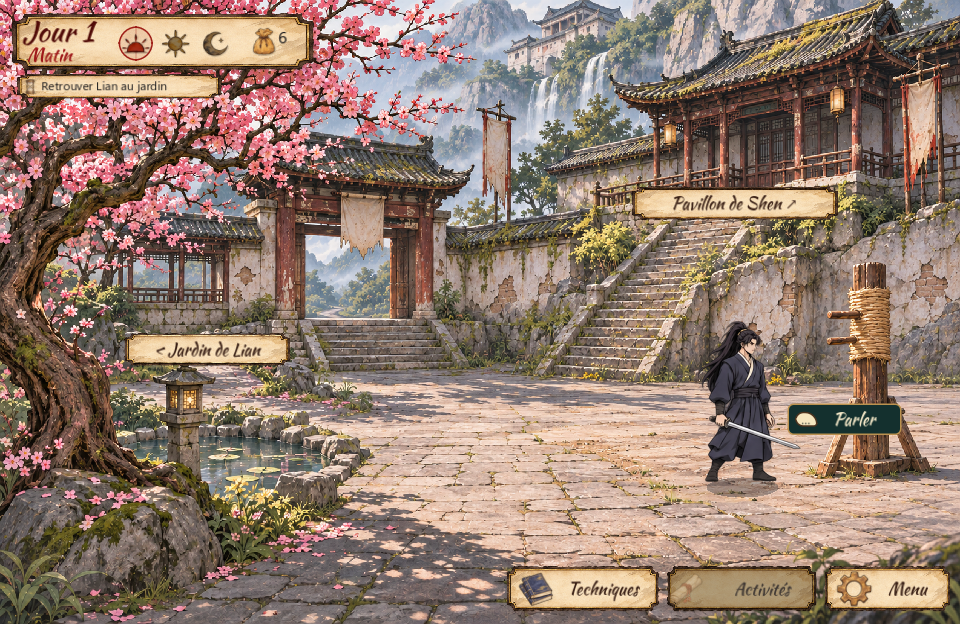 Jour 1
Matin
6
Retrouver Lian au jardin
Pavillon de Shen ↗
< Jardin de Lian
Parler
Techniques
Activités
Menu